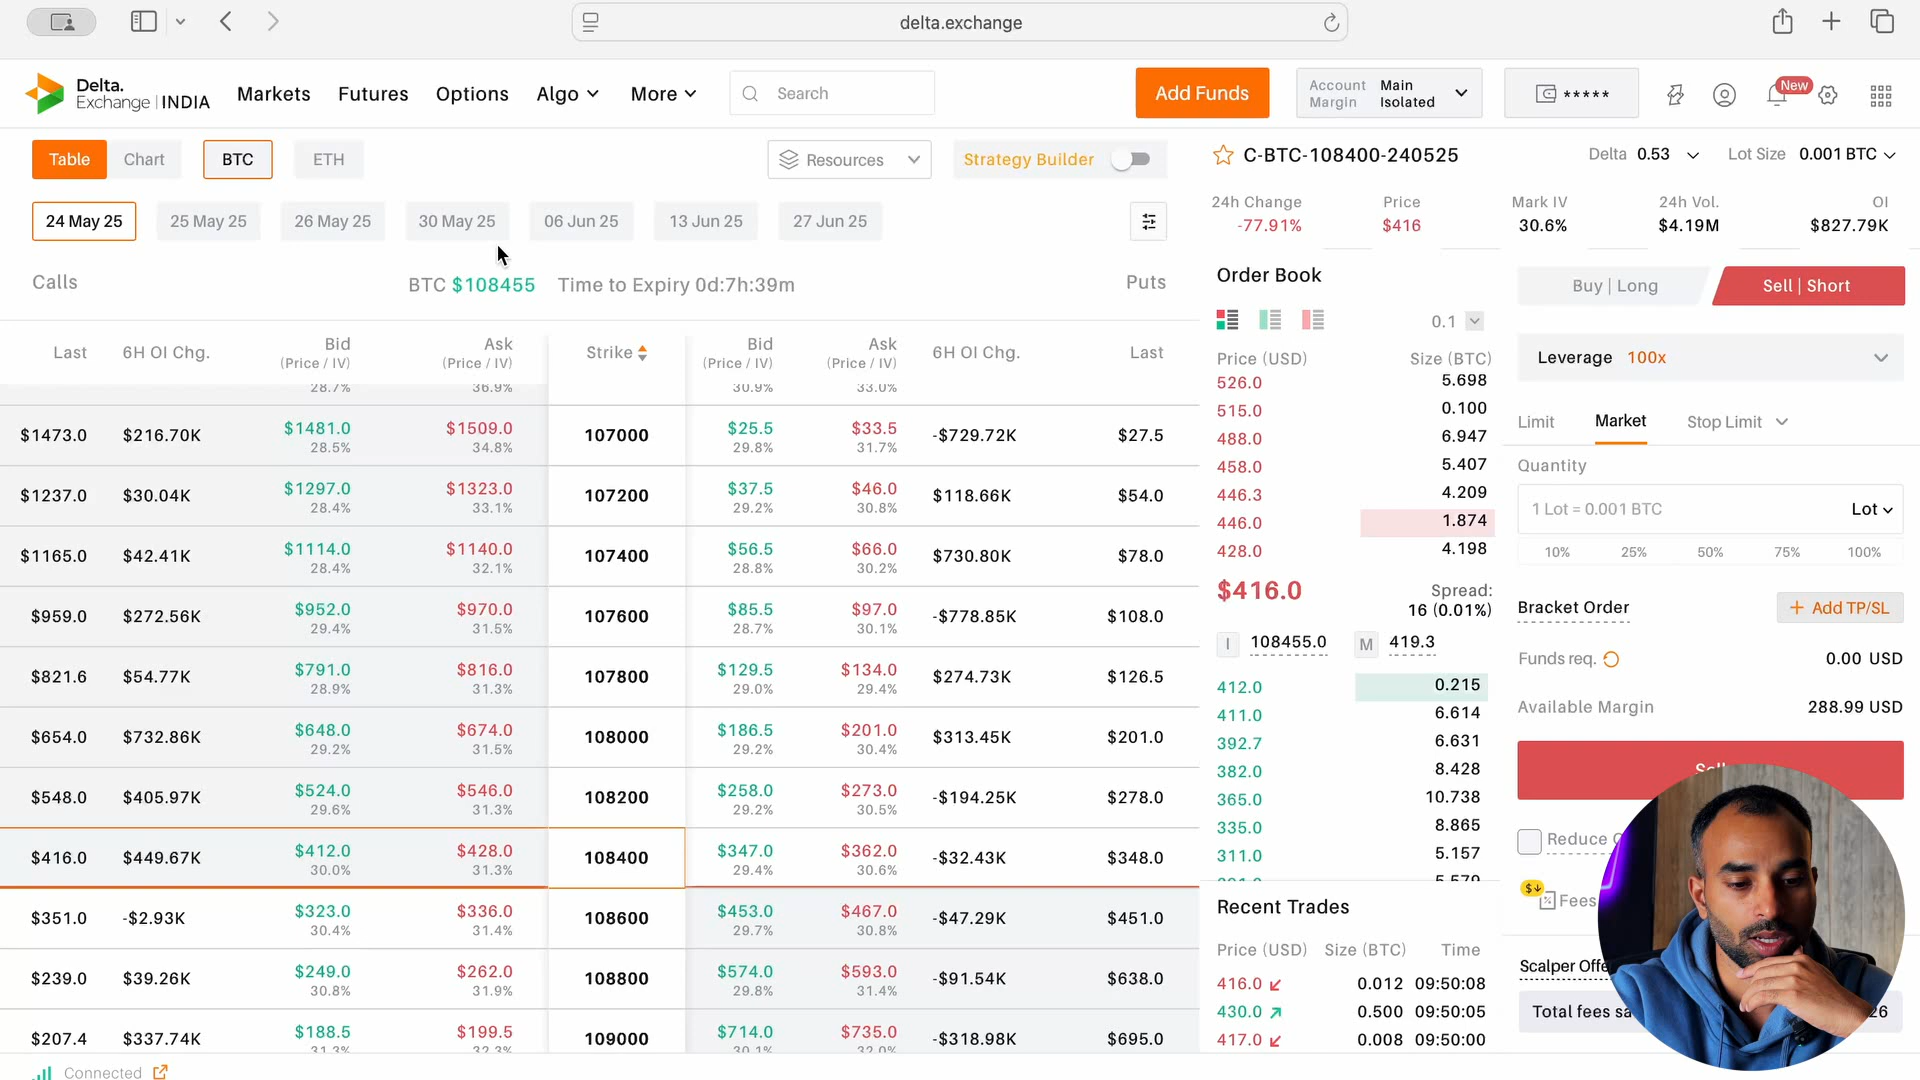 delta.exchange
Delta.
Exchange | INDIA
Markets Futures Options Algo More Search
Add Funds
Account Main
Margin Isolated
*****
New
Table Chart BTC ETH Resources Strategy Builder
24 May 25 25 May 25 26 May 25 30 May 25 06 Jun 25 13 Jun 25 27 Jun 25
Calls BTC $108455 Time to Expiry 0d:7h:39m Puts
Last 6H OI Chg. Bid (Price / IV) Ask (Price / IV) Strike Bid (Price / IV) Ask (Price / IV) 6H OI Chg. Last
28.7% 36.9% 30.9% 33.0%
$1473.0 $216.70K $1481.0 $1509.0 107000 $25.5 $33.5 -$729.72K $27.5
28.5% 34.8% 29.8% 31.7%
$1237.0 $30.04K $1297.0 $1323.0 107200 $37.5 $46.0 $118.66K $54.0
28.4% 33.1% 29.2% 30.8%
$1165.0 $42.41K $1114.0 $1140.0 107400 $56.5 $66.0 $730.80K $78.0
28.4% 32.1% 28.8% 30.2%
$959.0 $272.56K $952.0 $970.0 107600 $85.5 $97.0 -$778.85K $108.0
29.4% 31.5% 28.7% 30.1%
$821.6 $54.77K $791.0 $816.0 107800 $129.5 $134.0 $274.73K $126.5
28.9% 31.3% 29.0% 29.4%
$654.0 $732.86K $648.0 $674.0 108000 $186.5 $201.0 $313.45K $201.0
29.2% 31.5% 29.2% 30.4%
$548.0 $405.97K $524.0 $546.0 108200 $258.0 $273.0 -$194.25K $278.0
29.6% 31.3% 29.2% 30.5%
$416.0 $449.67K $412.0 $428.0 108400 $347.0 $362.0 -$32.43K $348.0
30.0% 31.3% 29.4% 30.6%
$351.0 -$2.93K $323.0 $336.0 108600 $453.0 $467.0 -$47.29K $451.0
30.4% 31.4% 29.7% 30.8%
$239.0 $39.26K $249.0 $262.0 108800 $574.0 $593.0 -$91.54K $638.0
30.8% 31.9% 29.8% 31.4%
$207.4 $337.74K $188.5 $199.5 109000 $714.0 $735.0 -$318.98K $695.0
31.3% 32.3% 30.1% 32.0%
Connected
C-BTC-108400-240525 Delta 0.53 Lot Size 0.001 BTC
24h Change Price Mark IV 24h Vol. OI
-77.91% $416 30.6% $4.19M $827.79K
Order Book
0.1
Price (USD) Size (BTC)
526.0 5.698
515.0 0.100
488.0 6.947
458.0 5.407
446.3 4.209
446.0 1.874
428.0 4.198
$416.0 Spread:
16 (0.01%)
I 108455.0 M 419.3
412.0 0.215
411.0 6.614
392.7 6.631
382.0 8.428
365.0 10.738
335.0 8.865
311.0 5.157
5.579
Recent Trades
Price (USD) Size (BTC) Time
416.0 0.012 09:50:08
430.0 0.500 09:50:05
417.0 0.008 09:50:00
Buy | Long Sell | Short
Leverage 100x
Limit Market Stop Limit
Quantity
1 Lot = 0.001 BTC Lot
10% 25% 50% 75% 100%
Bracket Order + Add TP/SL
Funds req. 0.00 USD
Available Margin 288.99 USD
Sell
Reduce
$ Fees
Scalper Offe
Total fees sa 26